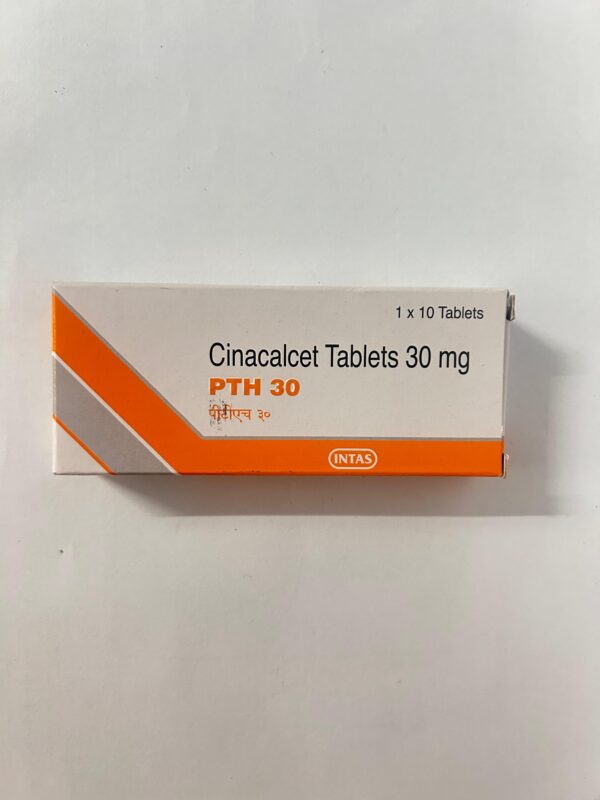 1 x 10 Tablets
Cinacalcet Tablets 30 mg
PTH 30
पीटीएच ३०
INTAS